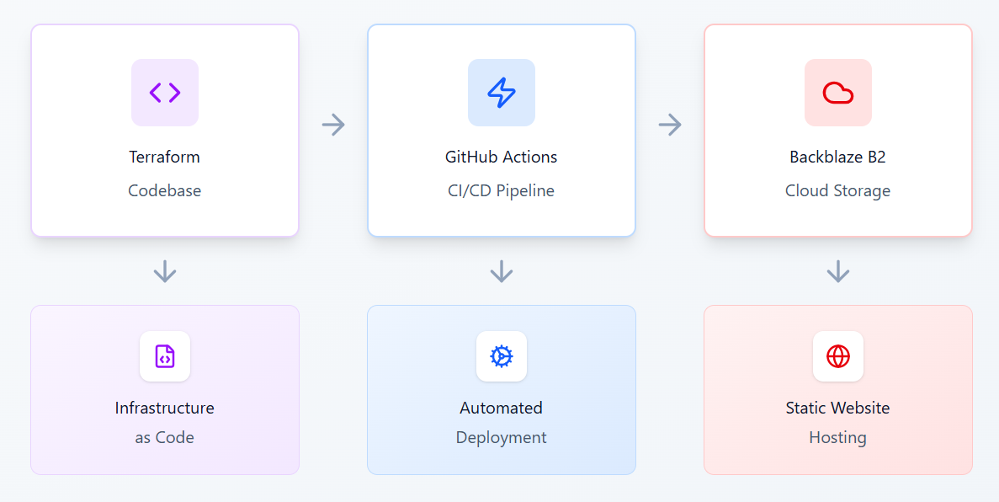 Terraform
Codebase
GitHub Actions
CI/CD Pipeline
Backblaze B2
Cloud Storage
Infrastructure
as Code
Automated
Deployment
Static Website
Hosting